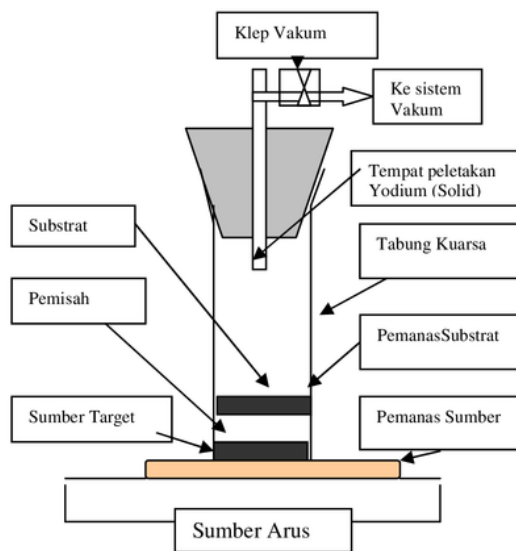 Klep Vakum
Ke sistem
Vakum
Tempat peletakan
Yodium (Solid)
Substrat
Tabung Kuarsa
Pemisah
PemanasSubstrat
Sumber Target
Pemanas Sumber
Sumber Arus